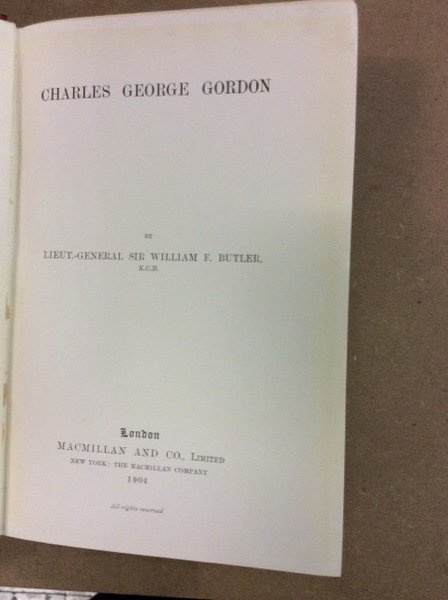 CHARLES GEORGE GORDON
BY
LIEUT.-GENERAL SIR WILLIAM F. BUTLER,
K.C.B.
London
MACMILLAN AND CO., LIMITED
NEW YORK: THE MACMILLAN COMPANY
1904
All rights reserved